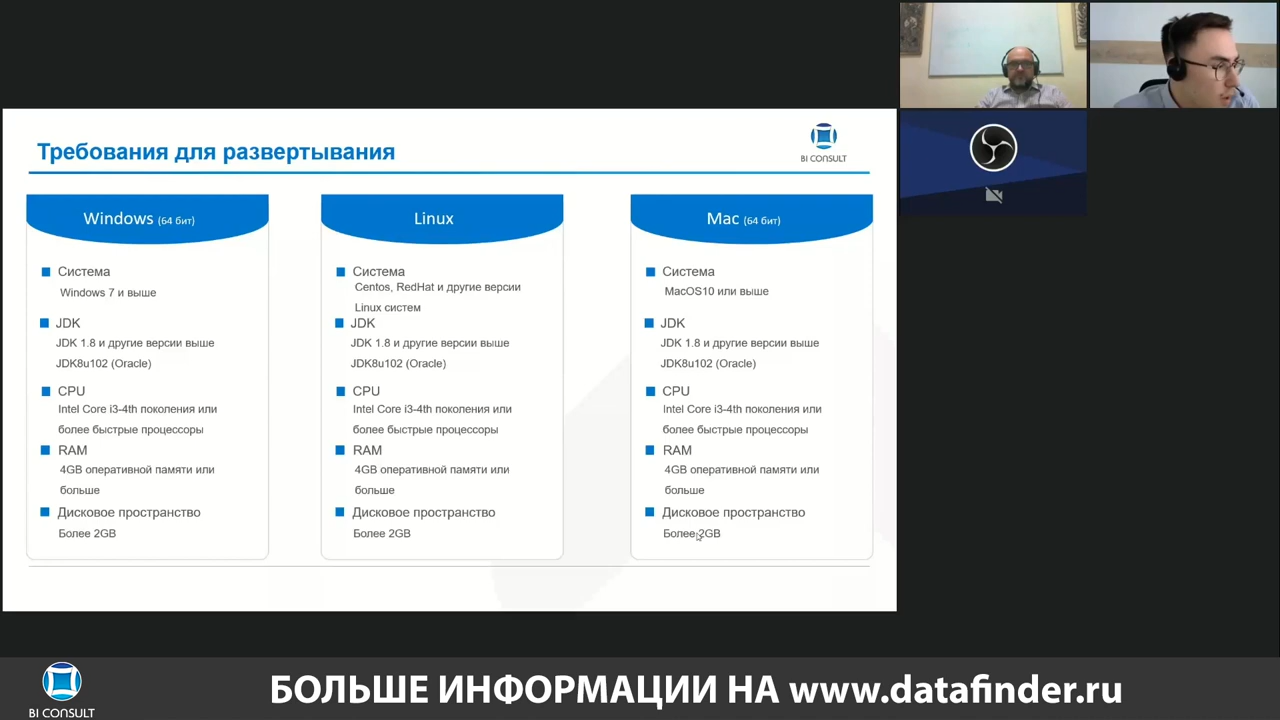 Требования для развертывания
BI CONSULT
Windows (64 бит)
Система
Windows 7 и выше
JDK
JDK 1.8 и другие версии выше
JDK8u102 (Oracle)
CPU
Intel Core i3-4th поколения или
более быстрые процессоры
RAM
4GB оперативной памяти или
больше
Дисковое пространство
Более 2GB
Linux
Система
Centos, RedHat и другие версии
Linux систем
JDK
JDK 1.8 и другие версии выше
JDK8u102 (Oracle)
CPU
Intel Core i3-4th поколения или
более быстрые процессоры
RAM
4GB оперативной памяти или
больше
Дисковое пространство
Более 2GB
Mac (64 бит)
Система
MacOS10 или выше
JDK
JDK 1.8 и другие версии выше
JDK8u102 (Oracle)
CPU
Intel Core i3-4th поколения или
более быстрые процессоры
RAM
4GB оперативной памяти или
больше
Дисковое пространство
Более 2GB
BI CONSULT
БОЛЬШЕ ИНФОРМАЦИИ НА www.datafinder.ru